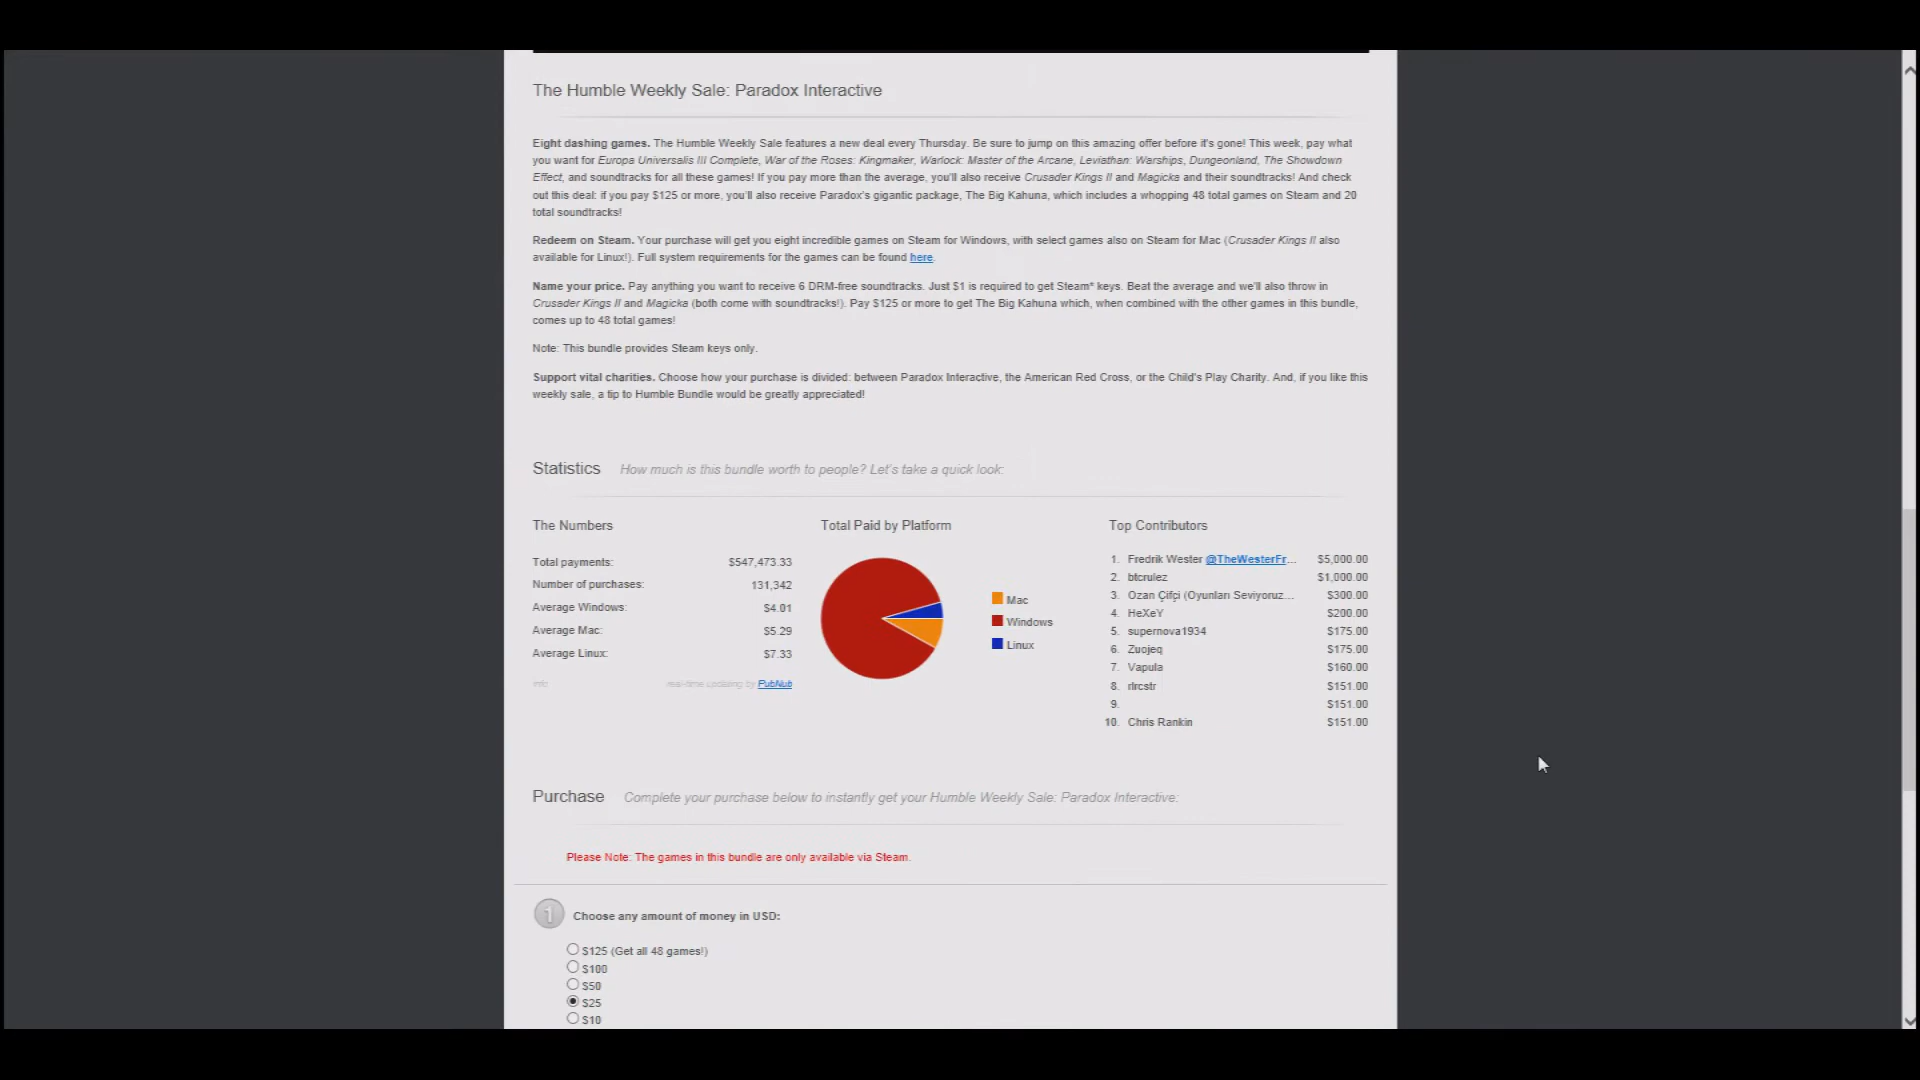 The Humble Weekly Sale: Paradox Interactive
Eight dashing games. The Humble Weekly Sale features a new deal every Thursday. Be sure to jump on this amazing offer before it's gone! This week, pay what
you want for Europa Universalis III Complete, War of the Roses: Kingmaker, Warlock: Master of the Arcane, Leviathan: Warships, Dungeonland, The Showdown
Effect, and soundtracks for all these games! If you pay more than the average, you'll also receive Crusader Kings II and Magicka and their soundtracks! And check
out this deal: if you pay $125 or more, you'll also receive Paradox's gigantic package, The Big Kahuna, which includes a whopping 48 total games on Steam and 20
total soundtracks!
Redeem on Steam. Your purchase will get you eight incredible games on Steam for Windows, with select games also on Steam for Mac (Crusader Kings II also
available for Linux!). Full system requirements for the games can be found here.
Name your price. Pay anything you want to receive 6 DRM-free soundtracks. Just $1 is required to get Steam* keys. Beat the average and we'll also throw in
Crusader Kings II and Magicka (both come with soundtracks!). Pay $125 or more to get The Big Kahuna which, when combined with the other games in this bundle,
comes up to 48 total games!
Note: This bundle provides Steam keys only.
Support vital charities. Choose how your purchase is divided: between Paradox Interactive, the American Red Cross, or the Child's Play Charity. And, if you like this
weekly sale, a tip to Humble Bundle would be greatly appreciated!
Statistics How much is this bundle worth to people? Let's take a quick look:
The Numbers
Total payments: $547,473.33
Number of purchases: 131,342
Average Windows: $4.01
Average Mac: $5.29
Average Linux: $7.33
info real-time updating by PubNub
Total Paid by Platform
Mac
Windows
Linux
Top Contributors
1. Fredrik Wester @TheWesterFr... $5,000.00
2. btcrulez $1,000.00
3. Ozan Çifçi (Oyunları Seviyoruz... $300.00
4. HeXeY $200.00
5. supernova1934 $175.00
6. Zuojeq $175.00
7. Vapula $160.00
8. rlrcstr $151.00
9. $151.00
10. Chris Rankin $151.00
Purchase Complete your purchase below to instantly get your Humble Weekly Sale: Paradox Interactive:
Please Note: The games in this bundle are only available via Steam.
1 Choose any amount of money in USD:
$125 (Get all 48 games!)
$100
$50
$25
$10